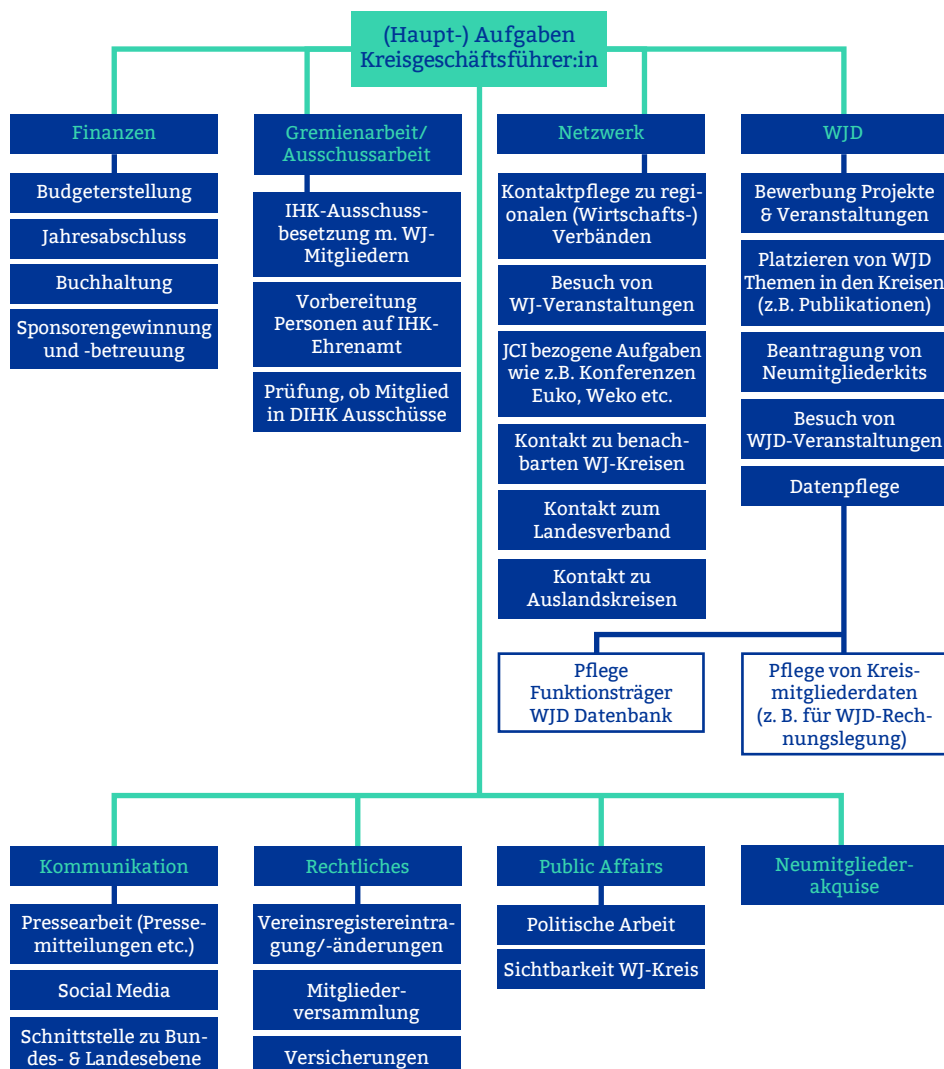 (Haupt-) Aufgaben
Kreisgeschäftsführer:in
Finanzen
Budgeterstellung
Jahresabschluss
Buchhaltung
Sponsorengewinnung
und -betreuung
Gremienarbeit/
Ausschussarbeit
IHK-Ausschuss-
besetzung m. WJ-
Mitgliedern
Vorbereitung
Personen auf IHK-
Ehrenamt
Prüfung, ob Mitglied
in DIHK Ausschüsse
Netzwerk
Kontaktpflege zu regi-
onalen (Wirtschafts-)
Verbänden
Besuch von
WJ-Veranstaltungen
JCI bezogene Aufgaben
wie z.B. Konferenzen
Euko, Weko etc.
Kontakt zu benach-
barten WJ-Kreisen
Kontakt zum
Landesverband
Kontakt zu
Auslandskreisen
WJD
Bewerbung Projekte
& Veranstaltungen
Platzieren von WJD
Themen in den Kreisen
(z.B. Publikationen)
Beantragung von
Neumitgliederkits
Besuch von
WJD-Veranstaltungen
Datenpflege
Pflege
Funktionsträger
WJD Datenbank
Pflege von Kreis-
mitgliederdaten
(z. B. für WJD-Rech-
nungslegung)
Kommunikation
Pressearbeit (Presse-
mitteilungen etc.)
Social Media
Schnittstelle zu Bun-
des- & Landesebene
Rechtliches
Vereinsregistereintra-
gung/-änderungen
Mitglieder-
versammlung
Versicherungen
Public Affairs
Politische Arbeit
Sichtbarkeit WJ-Kreis
Neumitglieder-
akquise